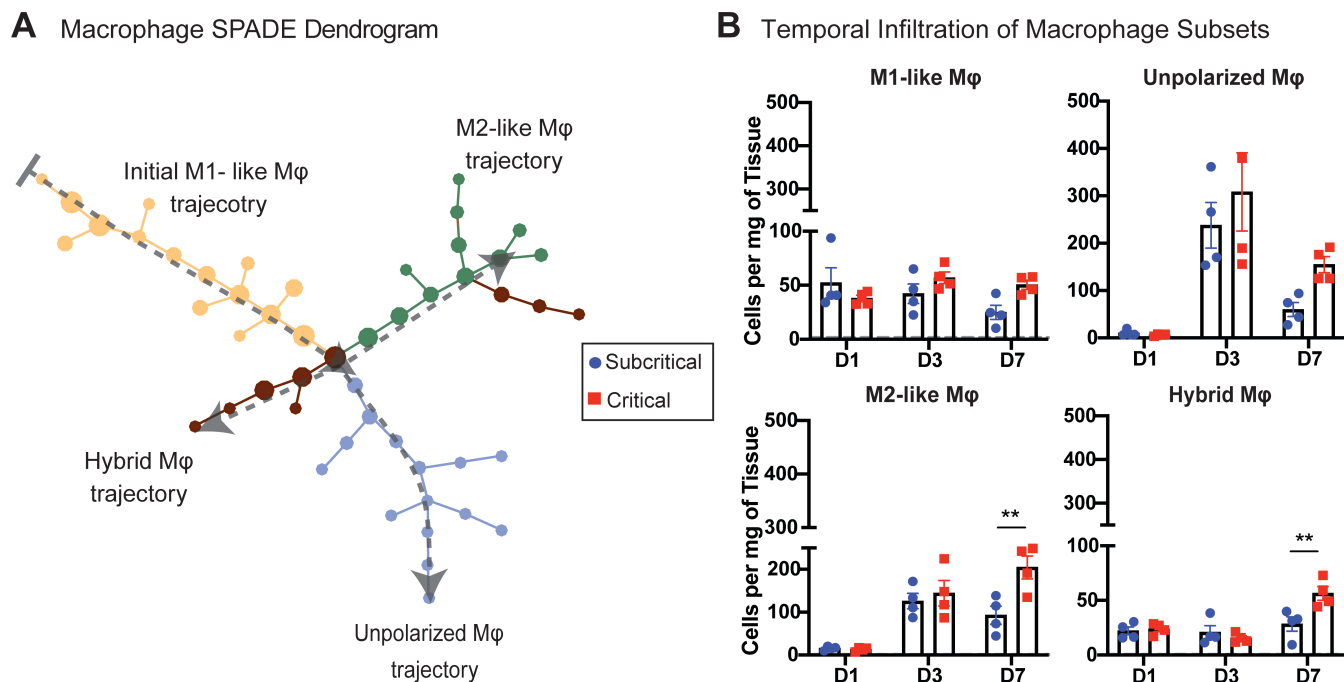 A Macrophage SPADE Dendrogram
Initial M1- like Mφ
trajecotry
M2-like Mφ
trajectory
Hybrid Mφ
trajectory
Unpolarized Mφ
trajectory
Subcritical
Critical
B Temporal Infiltration of Macrophage Subsets
M1-like Mφ
Cells per mg of Tissue
500
400
300
100
50
0
D1 D3 D7
Unpolarized Mφ
500
400
300
200
100
0
D1 D3 D7
M2-like Mφ
Cells per mg of Tissue
500
400
300
200
100
0
**
D1 D3 D7
Hybrid Mφ
500
400
300
100
50
0
**
D1 D3 D7